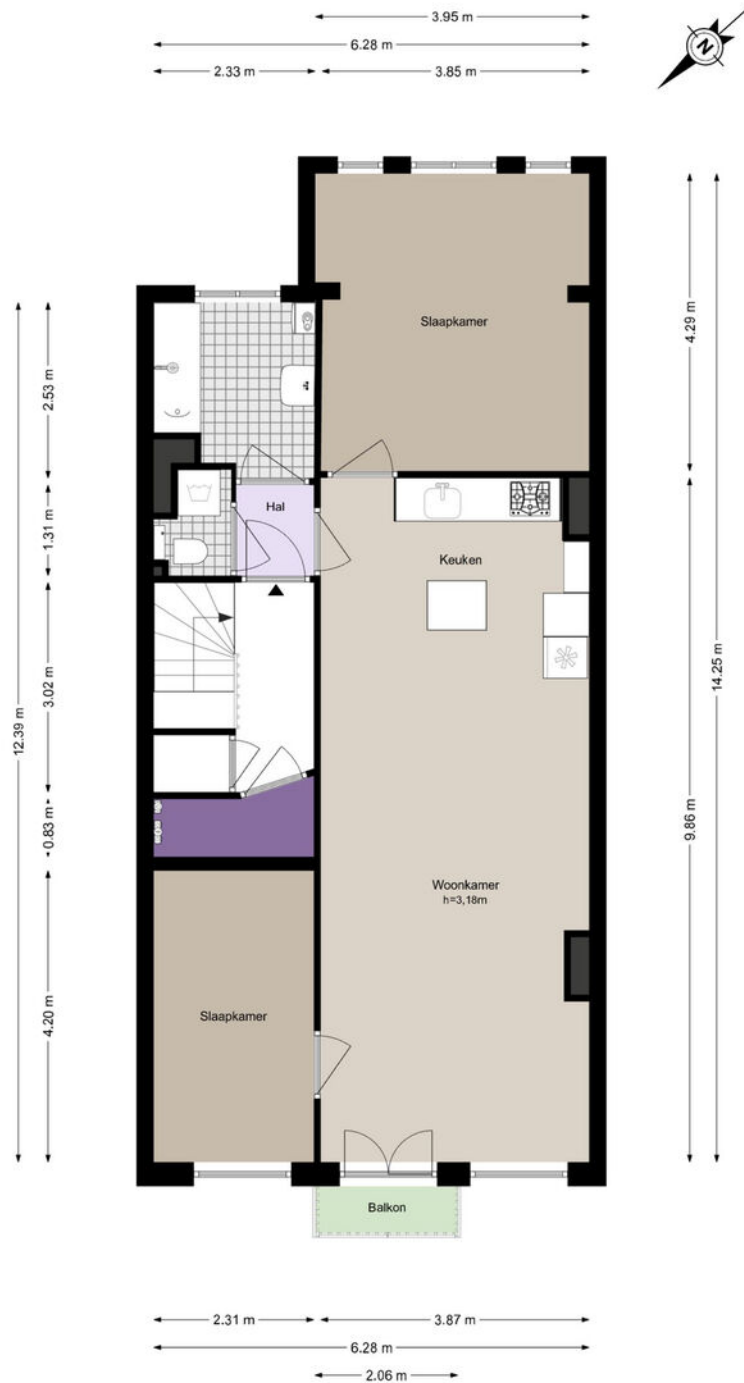 3.95 m
6.28 m
2.33 m
3.85 m
N
Slaapkamer
4.29 m
2.53 m
Hal
1.31 m
Keuken
3.02 m
14.25 m
12.39 m
0.83 m
9.86 m
Woonkamer
h=3,18m
Slaapkamer
4.20 m
Balkon
2.31 m
3.87 m
6.28 m
2.06 m